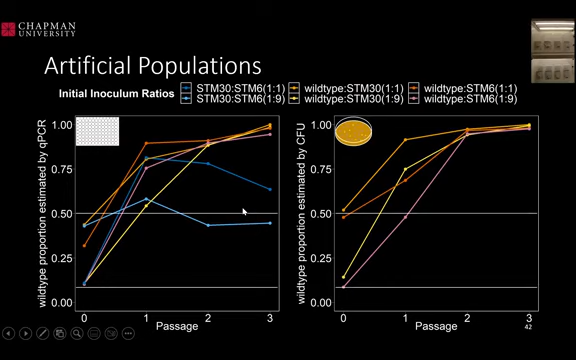 CHAPMAN
UNIVERSITY
Artificial Populations
Initial Inoculum Ratios
STM30:STM6(1:1)
wildtype:STM30(1:1)
wildtype:STM6(1:1)
STM30:STM6(1:9)
wildtype:STM30(1:9)
wildtype:STM6(1:9)
wildtype proportion estimated by qPCR
1.00
0.75
0.50
0.25
0.00
0
1
2
3
Passage
wildtype proportion estimated by CFU
1.00
0.75
0.50
0.25
0.00
0
1
2
3
Passage
42